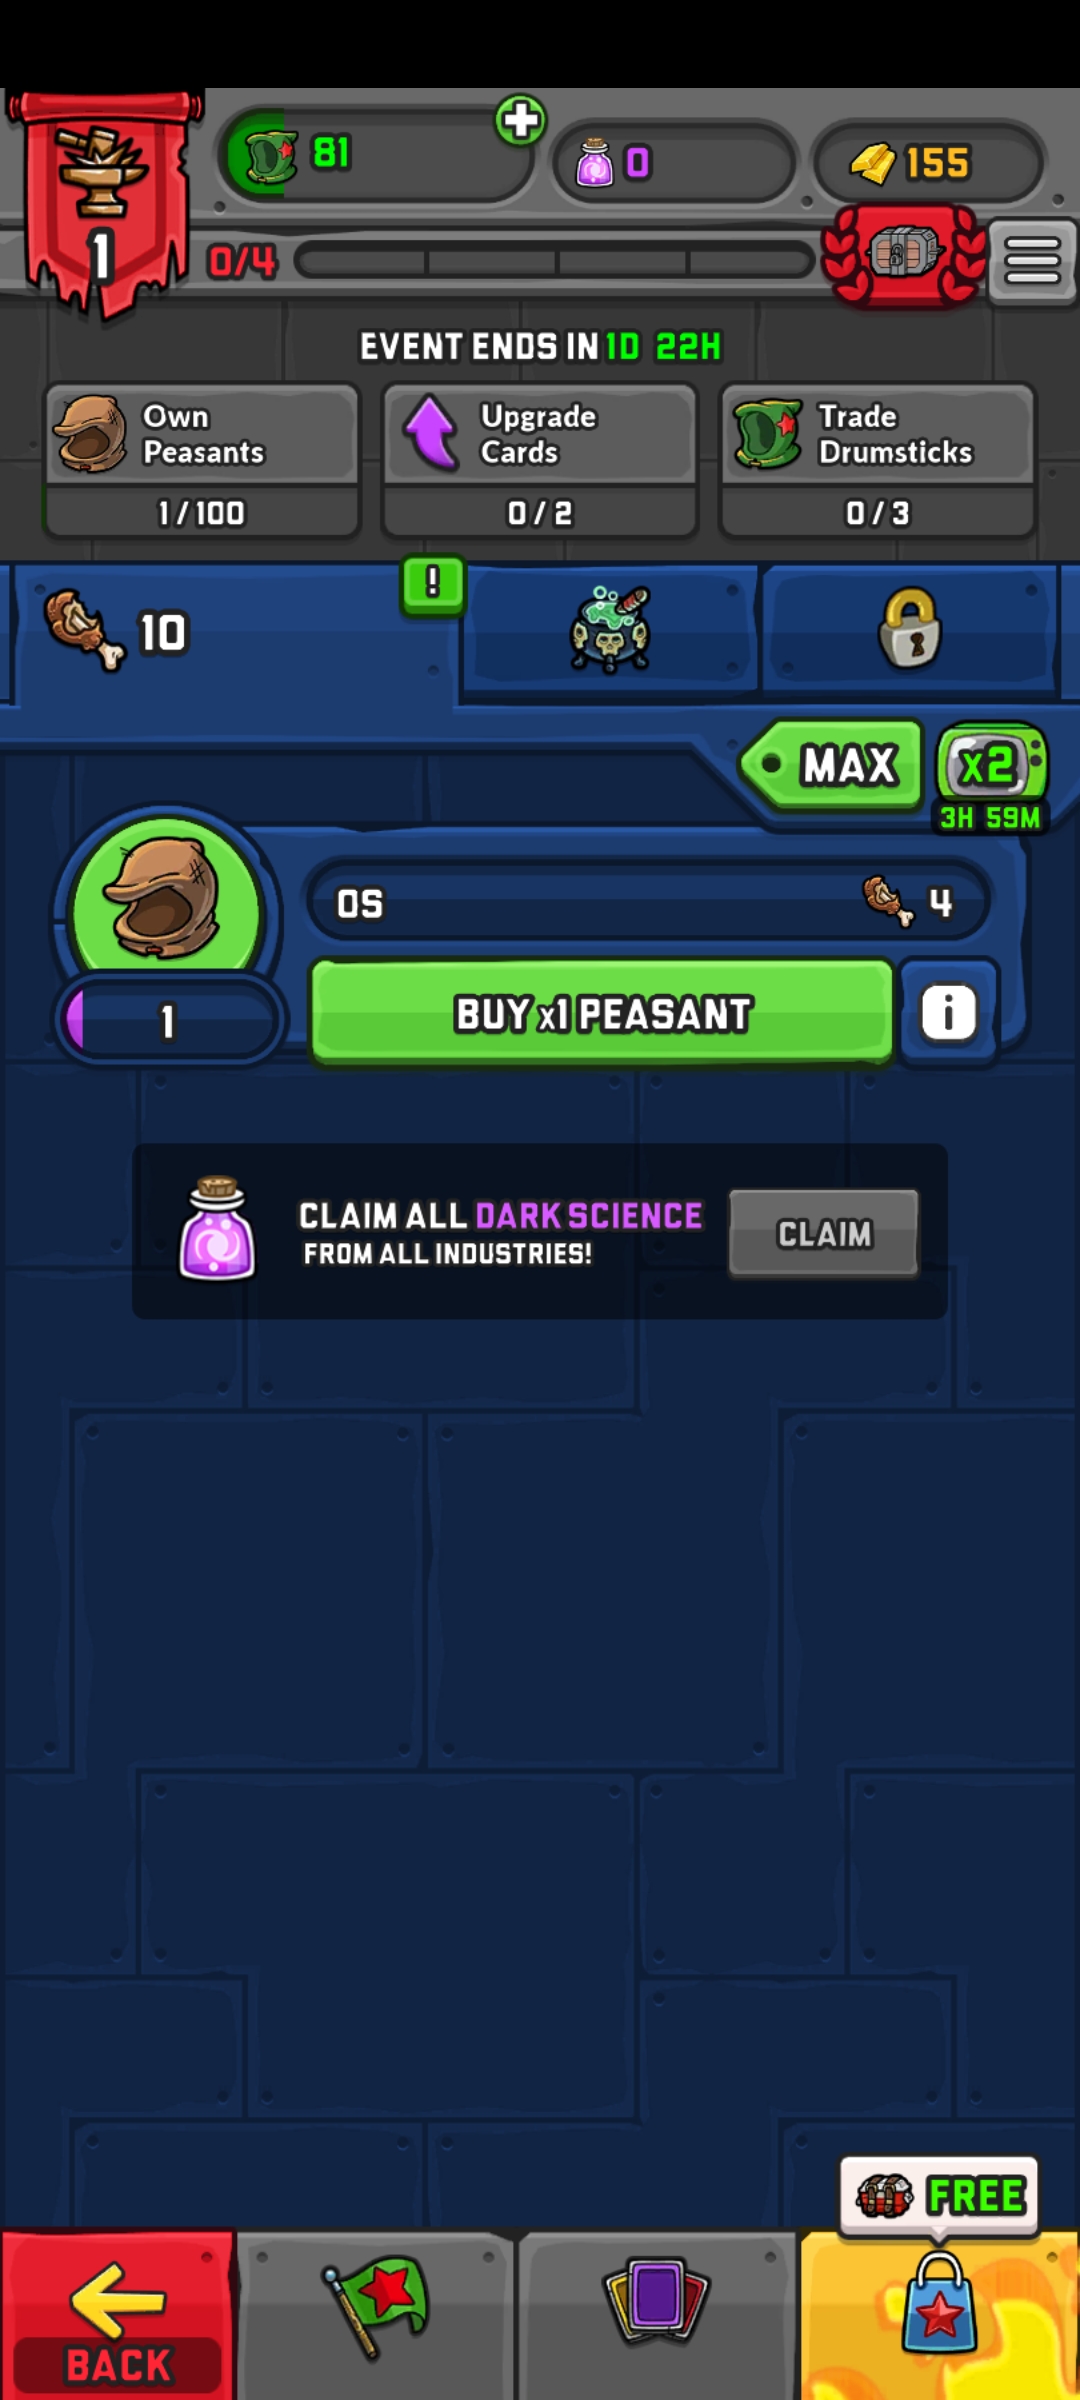 81
0
155
1
0/4
EVENT ENDS IN 1D 22H
Own
Peasants
1 / 100
Upgrade
Cards
0 / 2
Trade
Drumsticks
0 / 3
10
!
MAX
x2
3H 59M
0S
4
1
BUY x1 PEASANT
i
CLAIM ALL DARK SCIENCE
FROM ALL INDUSTRIES!
CLAIM
FREE
BACK